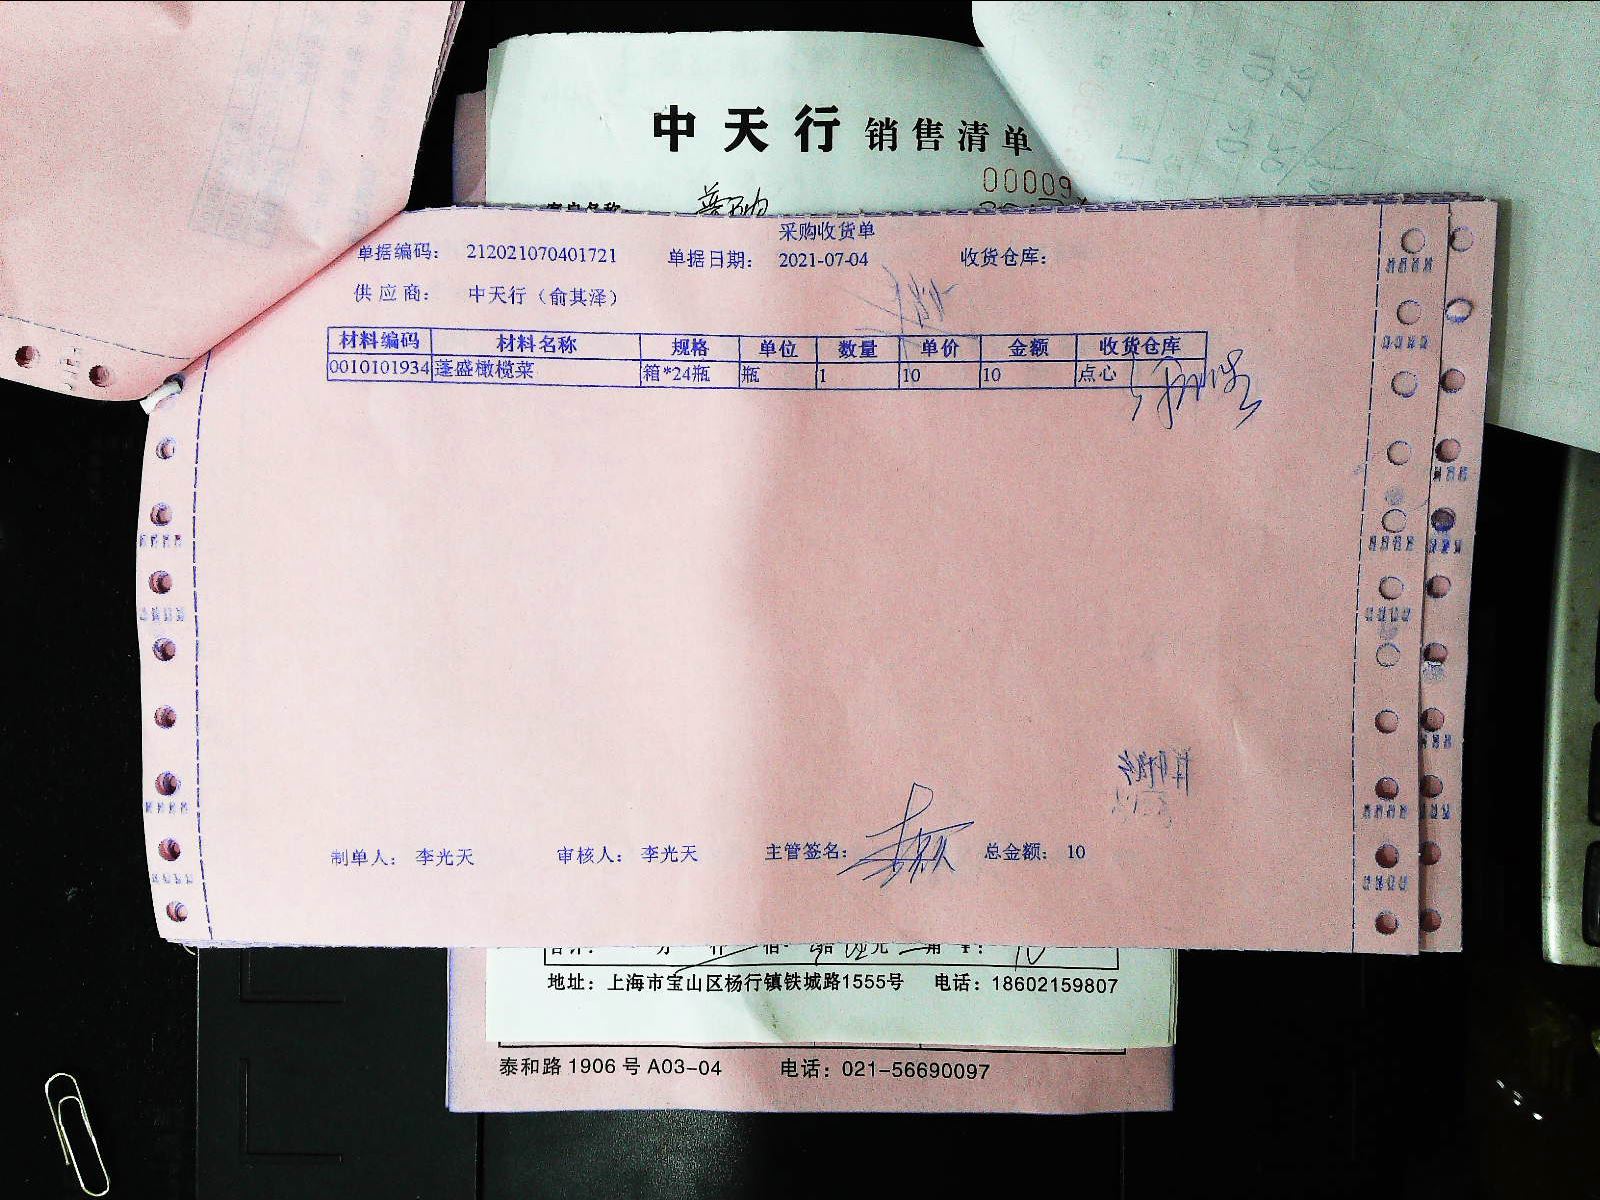 中天行 销售清单
00009
客户名称
采购收货单
单据编码: 212021070401721 单据日期: 2021-07-04 收货仓库:
供应商: 中天行(俞其泽)
材料编码 材料名称 规格 单位 数量 单价 金额 收货仓库
0010101934 蓬盛橄榄菜 箱*24瓶 瓶 1 10 10 点心
制单人: 李光天 审核人: 李光天 主管签名: 总金额: 10
地址：上海市宝山区杨行镇铁城路1555号 电话：18602159807
泰和路 1906 号 A03-04 电话：021-56690097